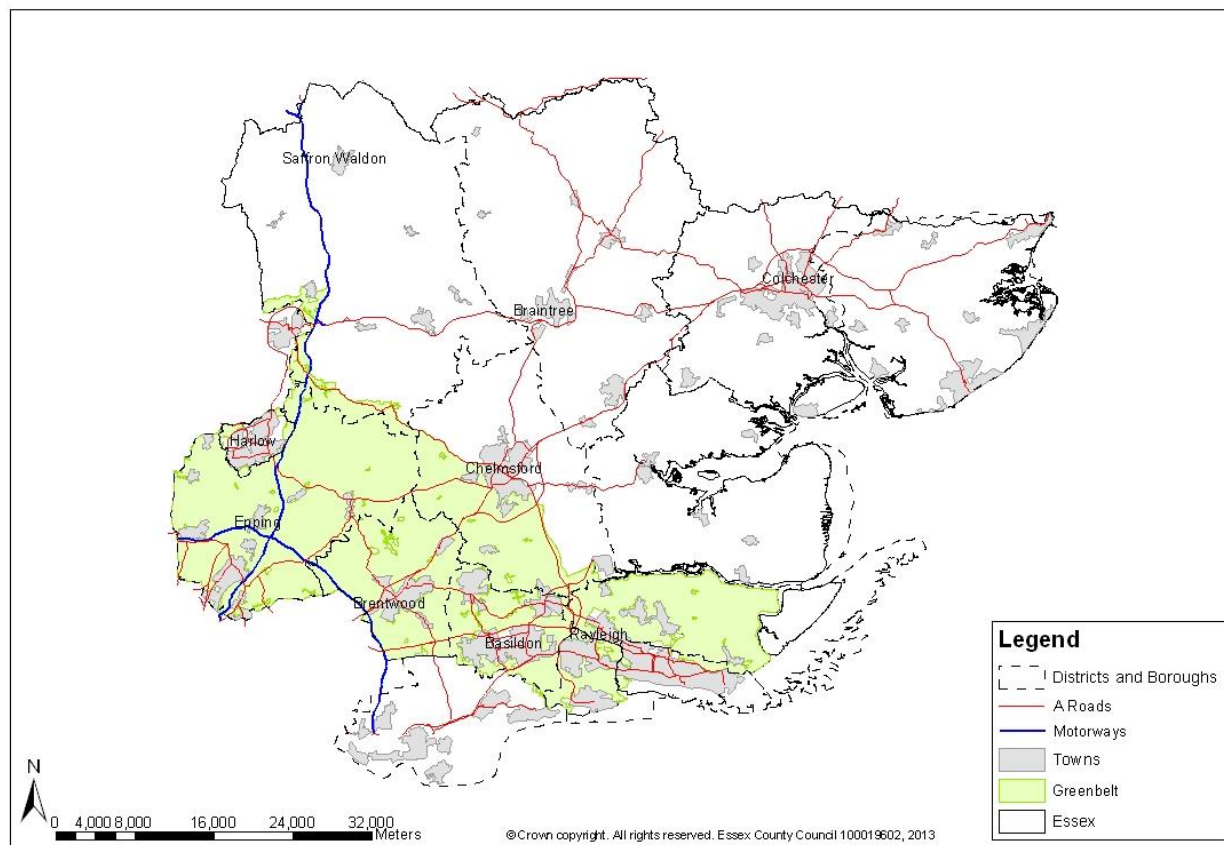 Saffron Waldon
Colchester
Braintree
Harlow
Chelmsford
Epping
Brentwood
Rayleigh
Basildon
Legend
Districts and Boroughs
A Roads
Motorways
Towns
Greenbelt
Essex
N
0 4,000 8,000 16,000 24,000 32,000
Meters
© Crown copyright. All rights reserved. Essex County Council 100019602, 2013